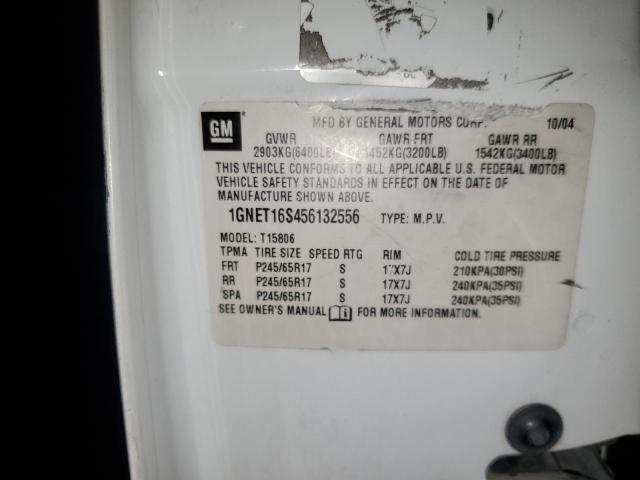 GM
MFD BY GENERAL MOTORS CORP. 10/04
GVWR GAWR FRT GAWR RR
2903KG(6400LB) 1452KG(3200LB) 1542KG(3400LB)
THIS VEHICLE CONFORMS TO ALL APPLICABLE U.S. FEDERAL MOTOR
VEHICLE SAFETY STANDARDS IN EFFECT ON THE DATE OF
MANUFACTURE SHOWN ABOVE.
1GNET16S456132556 TYPE: M.P.V.
MODEL: T15806
TPMA TIRE SIZE SPEED RTG RIM COLD TIRE PRESSURE
FRT P245/65R17 S 17X7J 210KPA(30PSI)
RR P245/65R17 S 17X7J 240KPA(35PSI)
SPA P245/65R17 S 17X7J 240KPA(35PSI)
SEE OWNER'S MANUAL FOR MORE INFORMATION.